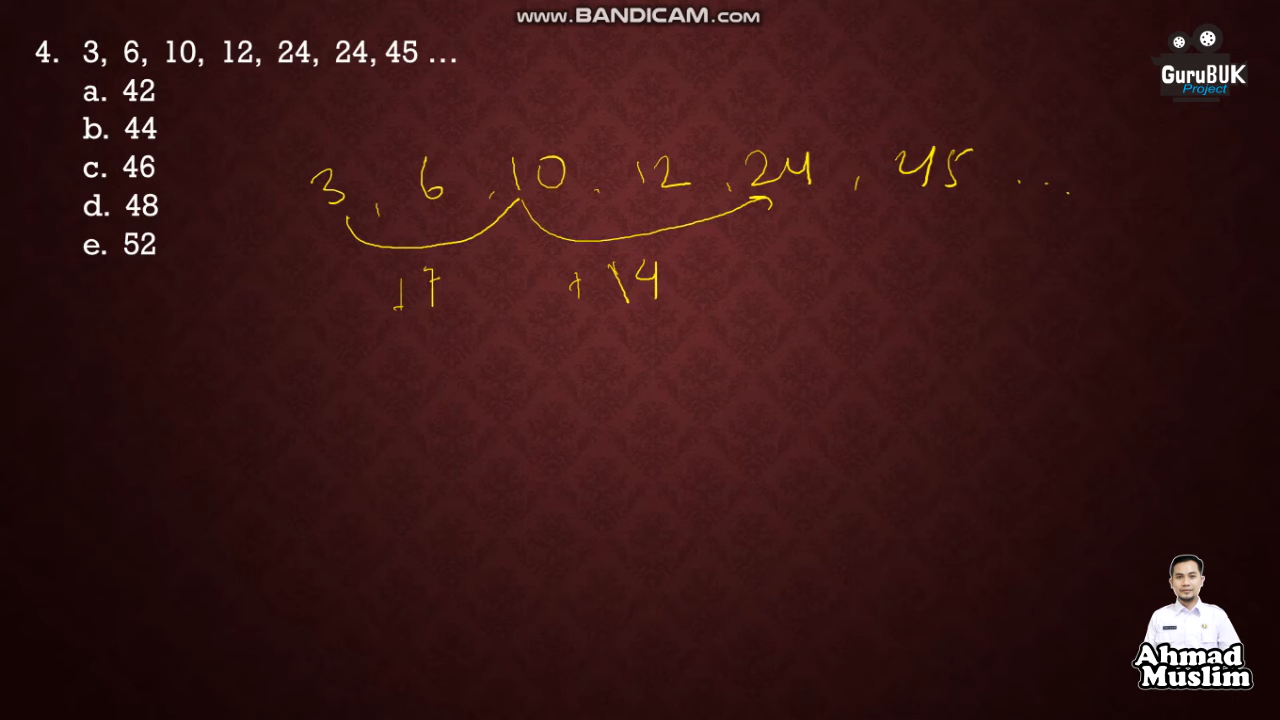 www.BANDICAM.com
GuruBUK
Project
4. 3, 6, 10, 12, 24, 24, 45 ...
a. 42
b. 44
c. 46
d. 48
e. 52
3, 6, 10, 12, 24, 45 ...
+7 +14
Ahmad
Muslim